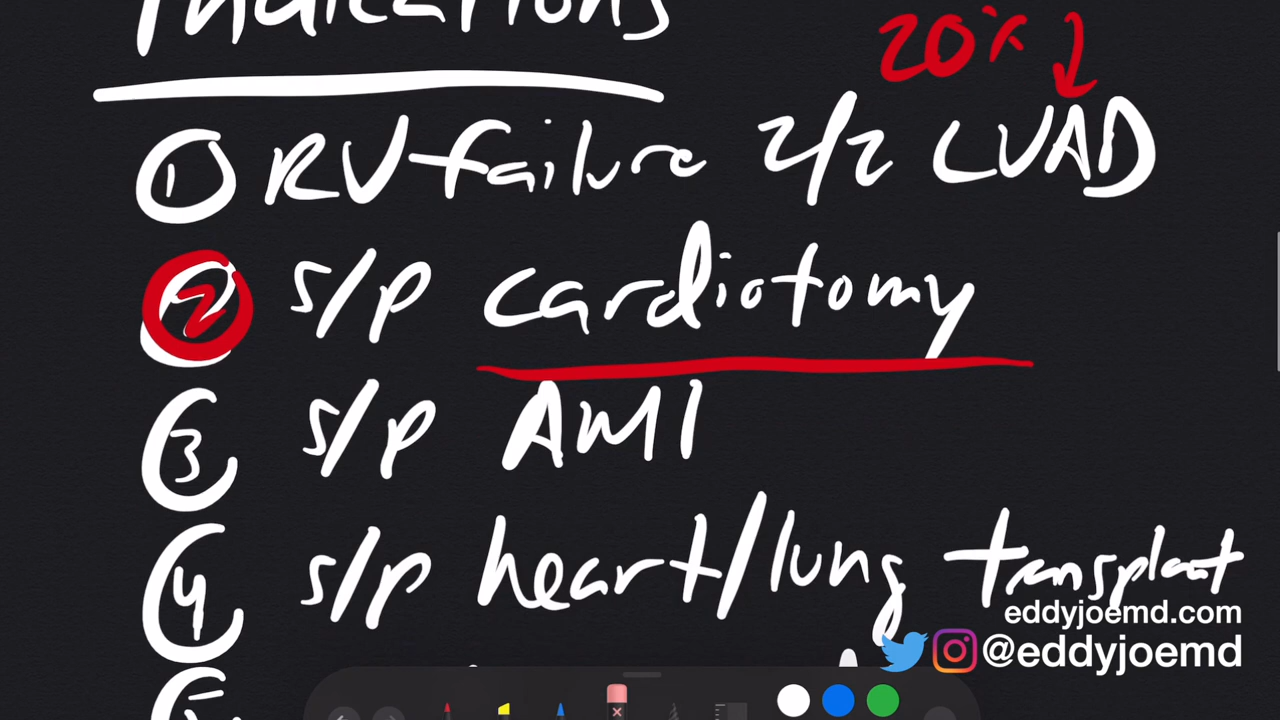 Indications
20% ↓
① RV failure 2/2 LVAD
② s/p cardiotomy
③ s/p AMI
④ s/p heart/lung transplant
⑤
eddyjoemd.com
@eddyjoemd